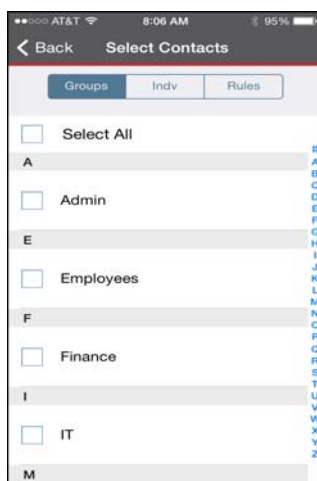 AT&T 8:06 AM 95%
Back Select Contacts
Groups Indv Rules
Select All
A
Admin
E
Employees
F
Finance
I
IT
M
#
A
B
C
D
E
F
G
H
I
J
K
L
M
N
O
P
Q
R
S
T
U
V
W
X
Y
Z